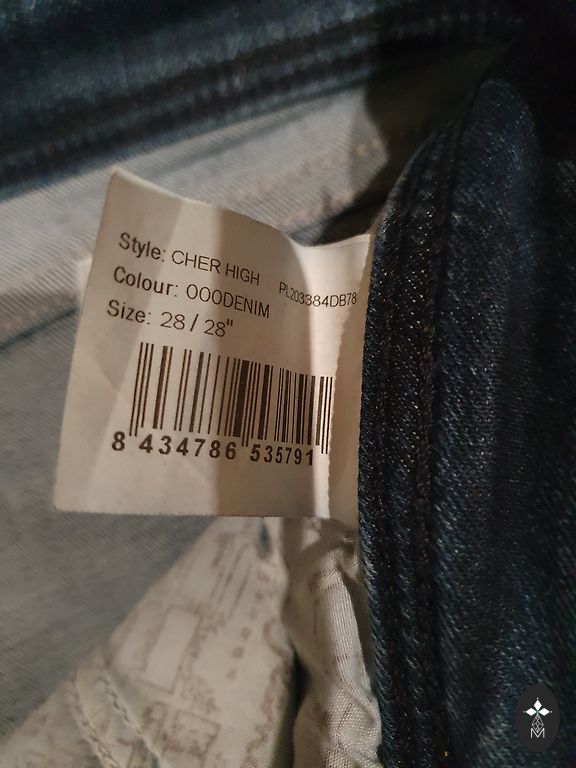 Style: CHER HIGH PL203384DB78
Colour: 000DENIM
Size: 28 / 28"
8 434786 535791
M